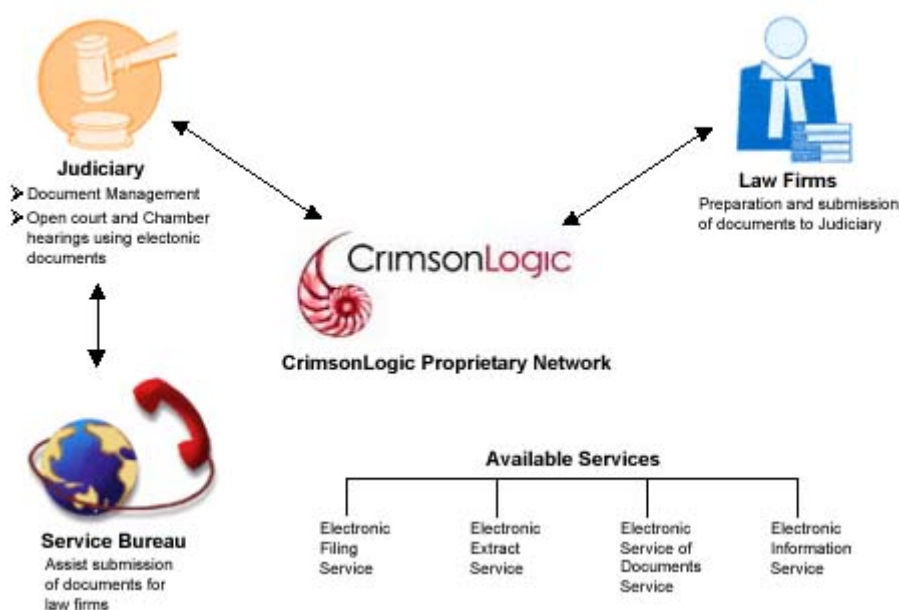 Judiciary
Document Management
Open court and Chamber
hearings using electonic
documents
Law Firms
Preparation and submission
of documents to Judiciary
CrimsonLogic
CrimsonLogic Proprietary Network
Service Bureau
Assist submission
of documents for
law firms
Available Services
Electronic
Filing
Service
Electronic
Extract
Service
Electronic
Service of
Documents
Service
Electronic
Information
Service